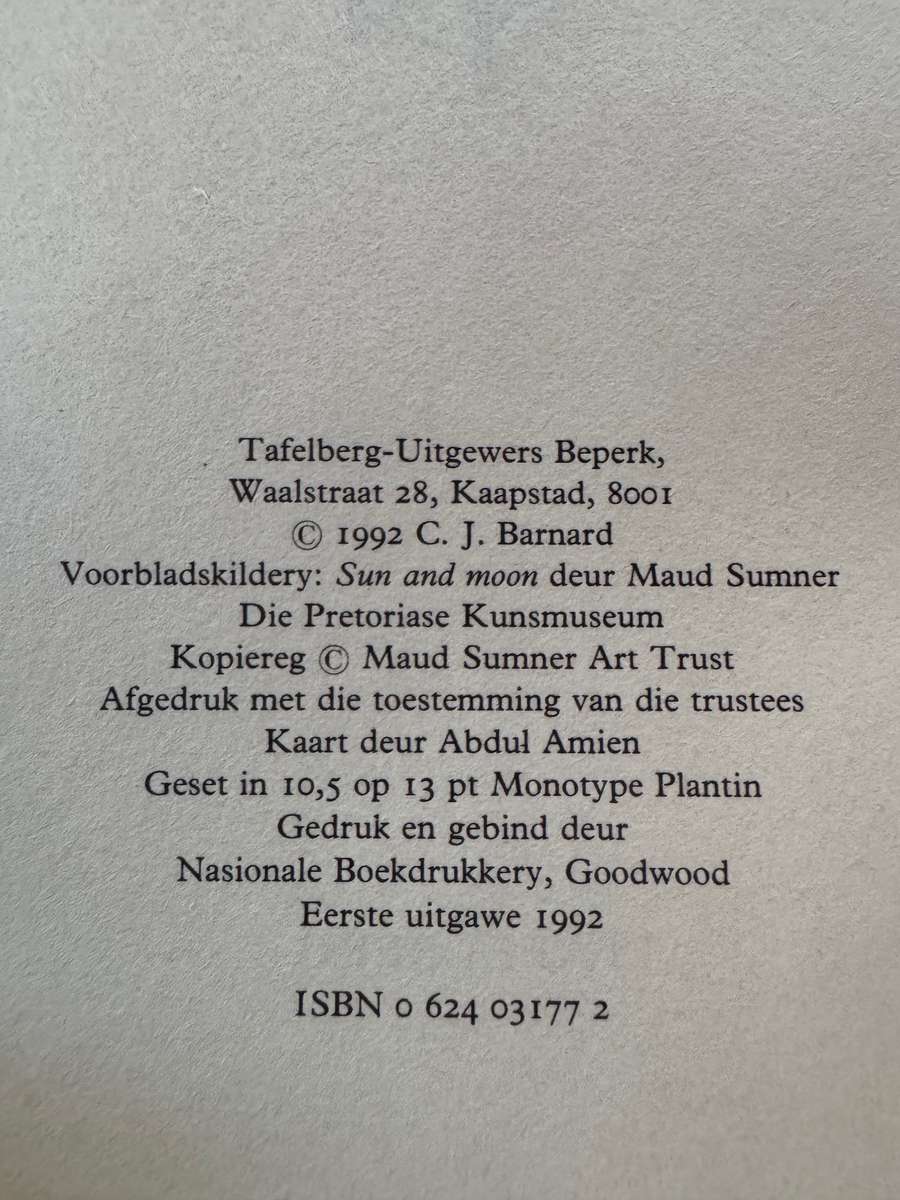 Tafelberg-Uitgewers Beperk,
Waalstraat 28, Kaapstad, 8001
© 1992 C. J. Barnard
Voorbladskildery: Sun and moon deur Maud Sumner
Die Pretoriase Kunsmuseum
Kopiereg © Maud Sumner Art Trust
Afgedruk met die toestemming van die trustees
Kaart deur Abdul Amien
Geset in 10,5 op 13 pt Monotype Plantin
Gedruk en gebind deur
Nasionale Boekdrukkery, Goodwood
Eerste uitgawe 1992
ISBN 0 624 03177 2